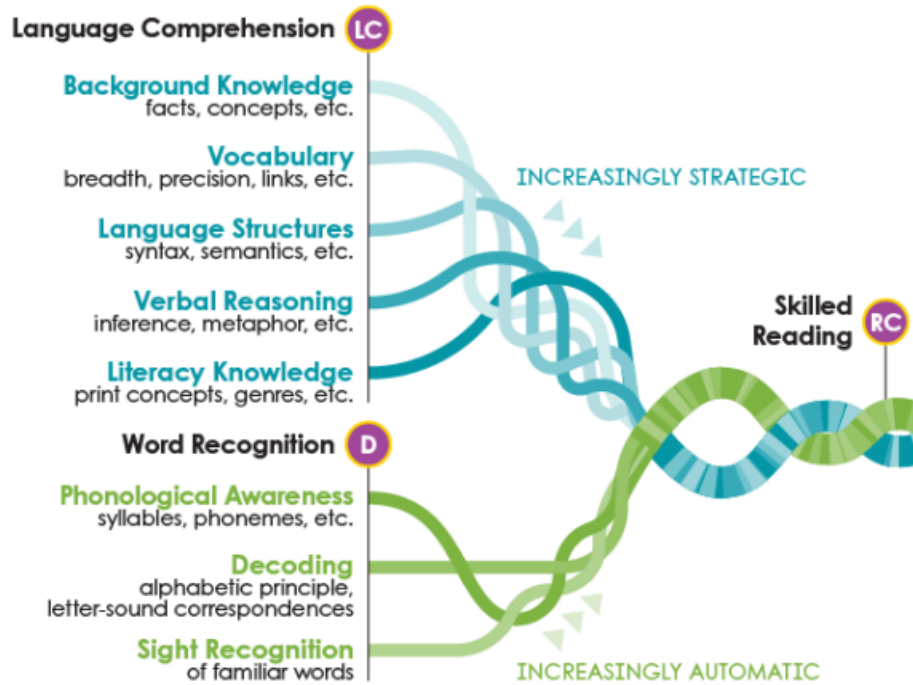 Language Comprehension LC
Background Knowledge
facts, concepts, etc.
Vocabulary
breadth, precision, links, etc.
INCREASINGLY STRATEGIC
Language Structures
syntax, semantics, etc.
Verbal Reasoning
inference, metaphor, etc.
Skilled
Reading
RC
Literacy Knowledge
print concepts, genres, etc.
Word Recognition D
Phonological Awareness
syllables, phonemes, etc.
Decoding
alphabetic principle,
letter-sound correspondences
Sight Recognition
of familiar words
INCREASINGLY AUTOMATIC